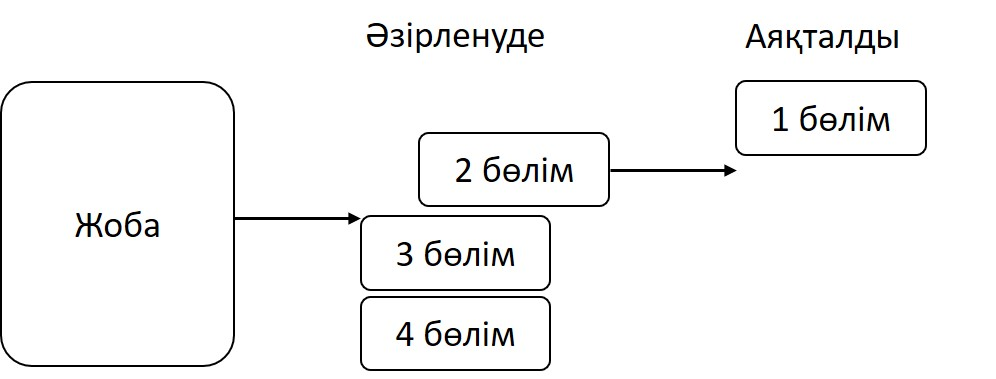 Әзірленуде
Аяқталды
1 бөлім
2 бөлім
Жоба
3 бөлім
4 бөлім